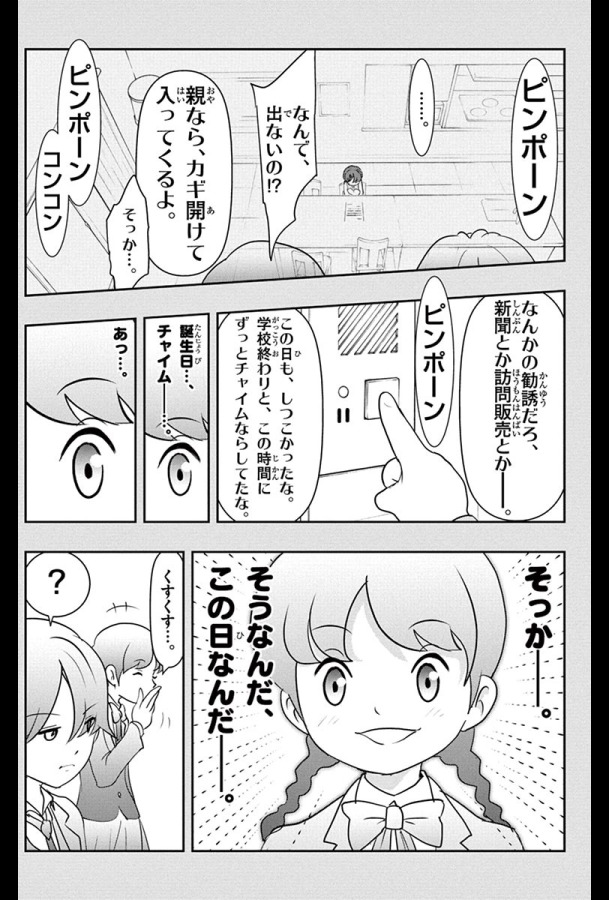 ピンポーン
……。
なんで、
出ないの!?
親なら、カギ開けて
入ってくるよ。
そっか…。
ピンポーン
コンコン
なんかの勧誘だろ、
新聞とか訪問販売とか──。
ピンポーン
この日も、しつこかったな。
学校終わりと、この時間に
ずっとチャイムならしてたな。
誕生日…、
チャイム──…。
あっ…。
そっか──。
そうなんだ、
この日なんだ──。
くすくす…。
?